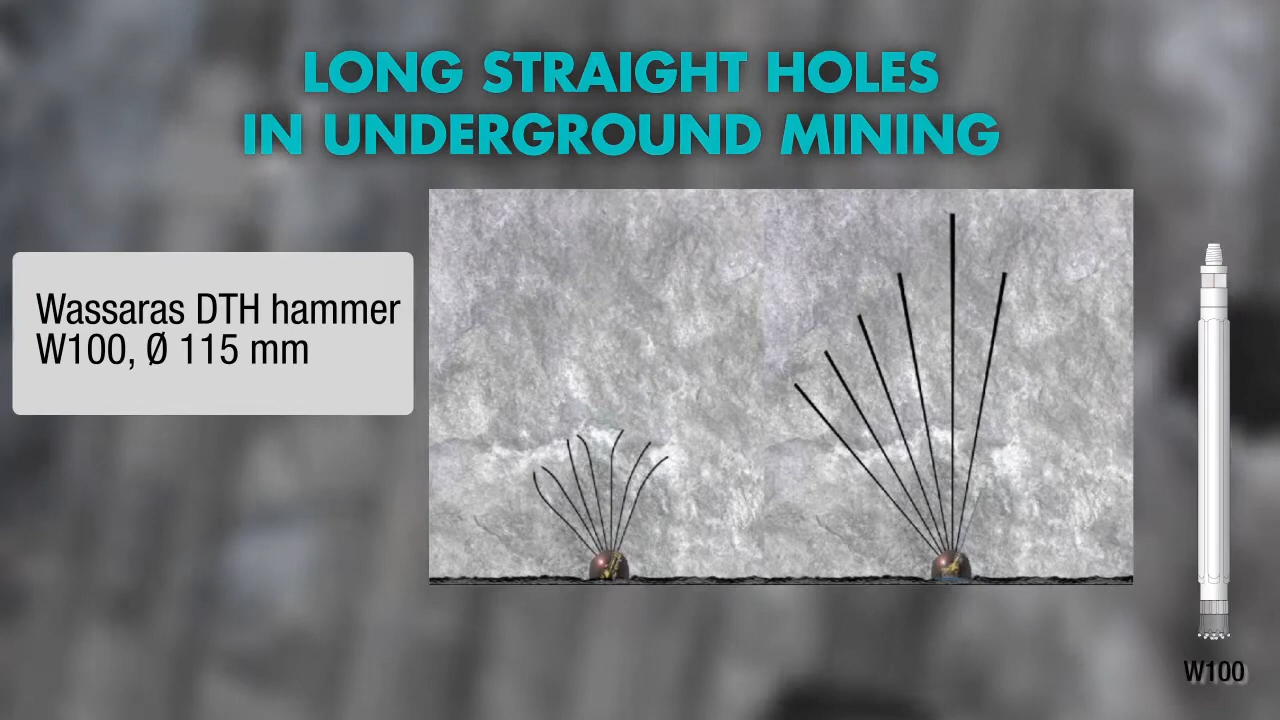 LONG STRAIGHT HOLES
IN UNDERGROUND MINING
Wassaras DTH hammer
W100, Ø 115 mm
W100